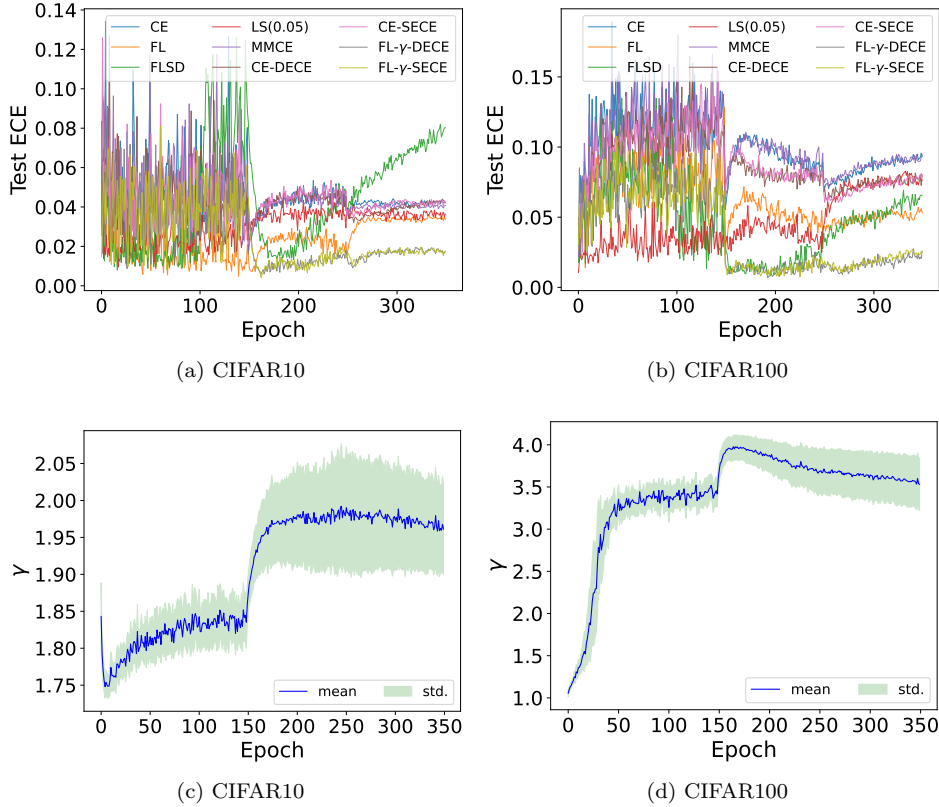 0.14
0.12
0.10
0.08
0.06
0.04
0.02
0.00
Test ECE
CE LS(0.05) CE-SECE
FL MMCE FL-γ-DECE
FLSD CE-DECE FL-γ-SECE
0 100 200 300
Epoch
(a) CIFAR10
0.15
0.10
0.05
0.00
Test ECE
CE LS(0.05) CE-SECE
FL MMCE FL-γ-DECE
FLSD CE-DECE FL-γ-SECE
0 100 200 300
Epoch
(b) CIFAR100
2.05
2.00
1.95
1.90
1.85
1.80
1.75
γ
mean std.
0 50 100 150 200 250 300 350
Epoch
(c) CIFAR10
4.0
3.5
3.0
2.5
2.0
1.5
1.0
γ
mean std.
0 50 100 150 200 250 300 350
Epoch
(d) CIFAR100